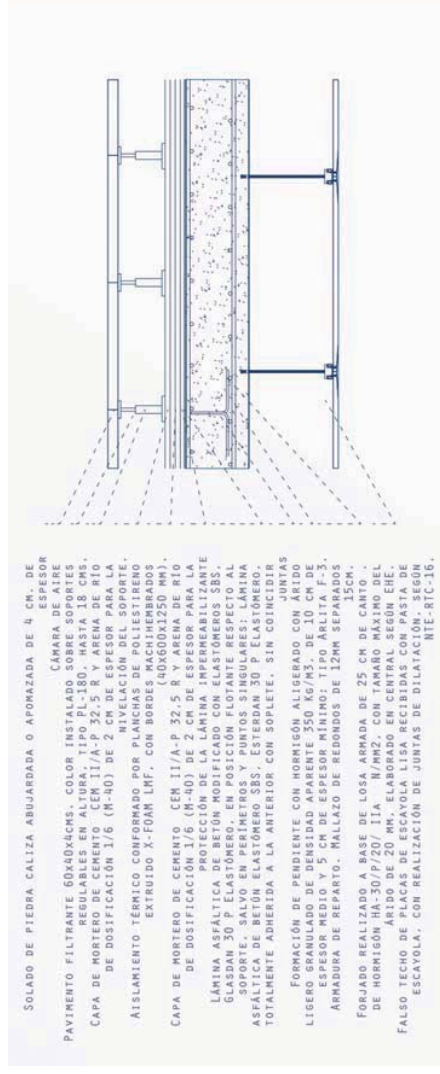 SOLADO DE PIEDRA CALIZA ABUJARDADA O APOMAZADA DE 4 CM. DE
ESPESOR
CÁMARA DE AIRE
PAVIMENTO FILTRANTE 60X40X4CMS. COLOR INSTALADO SOBRE SOPORTES
REGULABLES EN ALTURA, TIPO PL-180, HASTA 18 CMS.
CAPA DE MORTERO DE CEMENTO CEM II/A-P 32,5 R Y ARENA DE RÍO
DE DOSIFICACIÓN 1/6 (M-40) DE 2 CM DE ESPESOR PARA LA
NIVELACIÓN DEL SOPORTE.
AISLAMIENTO TÉRMICO CONFORMADO POR PLANCHAS DE POLIESTIRENO
EXTRUIDO X-FOAM LMF, CON BORDES MACHIHEMBRADOS
(40X600X1250 MM).
CAPA DE MORTERO DE CEMENTO CEM II/A-P 32,5 R Y ARENA DE RÍO
DE DOSIFICACIÓN 1/6 (M-40) DE 2 CM DE ESPESOR PARA LA
PROTECCIÓN DE LA LÁMINA IMPERMEABILIZANTE
LÁMINA ASFÁLTICA DE BETÚN MODIFICADO CON ELASTÓMEROS SBS,
GLASDAN 30 P ELASTÓMERO, EN POSICIÓN FLOTANTE RESPECTO AL
SOPORTE, SALVO EN PERÍMETROS Y PUNTOS SINGULARES; LÁMINA
ASFÁLTICA DE BETÚN ELASTÓMERO SBS, ESTERDAN 30 P ELASTÓMERO,
TOTALMENTE ADHERIDA A LA ANTERIOR CON SOPLETE, SIN COINCIDIR
JUNTAS
FORMACIÓN DE PENDIENTE CON HORMIGÓN ALIGERADO CON ÁRIDO
LIGERO GRANULADO DE DENSIDAD APARENTE 350 KG/M3, DE 10 CM DE
ESPESOR MEDIO Y 5 CM DE ESPESOR MÍNIMO; TIPO ARLITA F-3.
ARMADURA DE REPARTO, MALLAZO DE REDONDOS DE 12MM SEPARADOS
15CM.
FORJADO REALIZADO A BASE DE LOSA ARMADA DE 25 CM DE CANTO..
DE HORMIGÓN HA-30/P/20/ IIA N/MM2, CON TAMAÑO MÁXIMO DEL
ÁRIDO DE 20 MM, ELABORADO EN CENTRAL SEGÚN EHE.
FALSO TECHO DE PLACAS DE ESCAYOLA LISA RECIBIDAS CON PASTA DE
ESCAYOLA, CON REALIZACIÓN DE JUNTAS DE DILATACIÓN, SEGÚN
NTE-RTC-16.